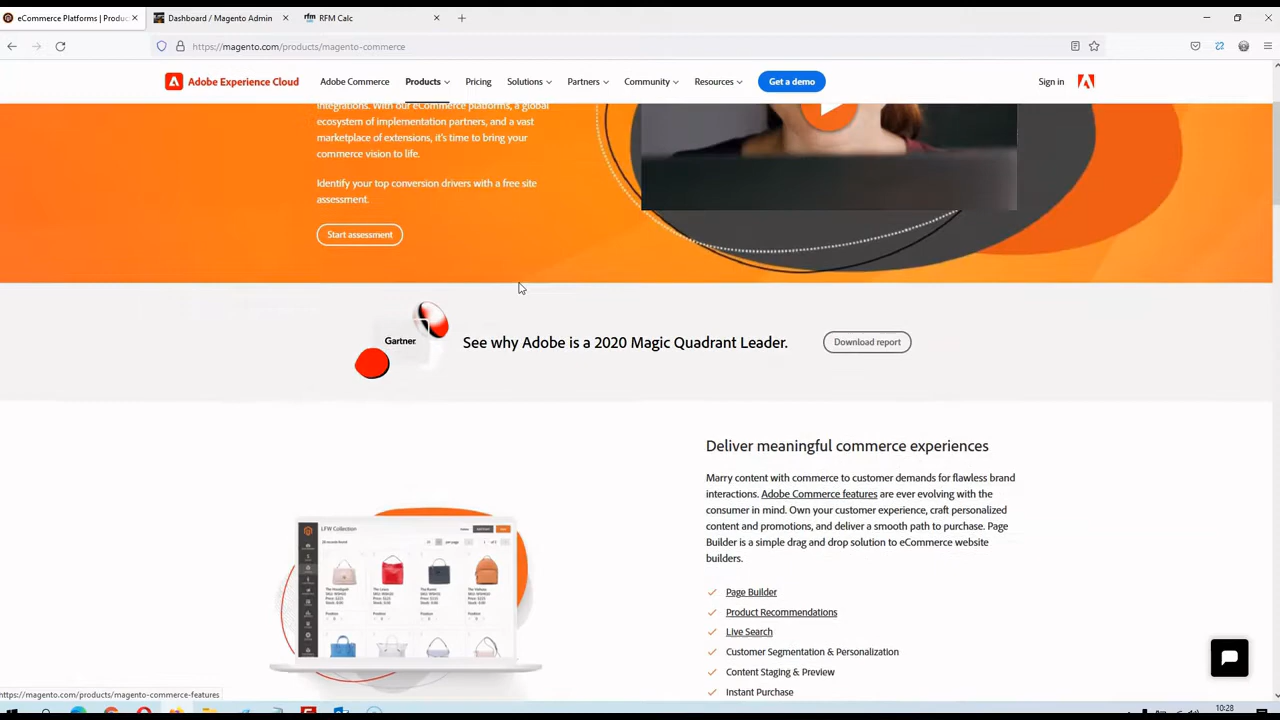 eCommerce Platforms | Produc
Dashboard / Magento Admin
RFM Calc
https://magento.com/products/magento-commerce
Adobe Experience Cloud
Adobe Commerce
Products
Pricing
Solutions
Partners
Community
Resources
Get a demo
Sign in
integrations. With our eCommerce platforms, a global
ecosystem of implementation partners, and a vast
marketplace of extensions, it's time to bring your
commerce vision to life.
Identify your top conversion drivers with a free site
assessment.
Start assessment
Gartner
See why Adobe is a 2020 Magic Quadrant Leader.
Download report
Deliver meaningful commerce experiences
Marry content with commerce to customer demands for flawless brand
interactions. Adobe Commerce features are ever evolving with the
consumer in mind. Own your customer experience, craft personalized
content and promotions, and deliver a smooth path to purchase. Page
Builder is a simple drag and drop solution to eCommerce website
builders.
LFW Collection
Page Builder
Product Recommendations
Live Search
Customer Segmentation & Personalization
Content Staging & Preview
Instant Purchase
https://magento.com/products/magento-commerce-features
10:28